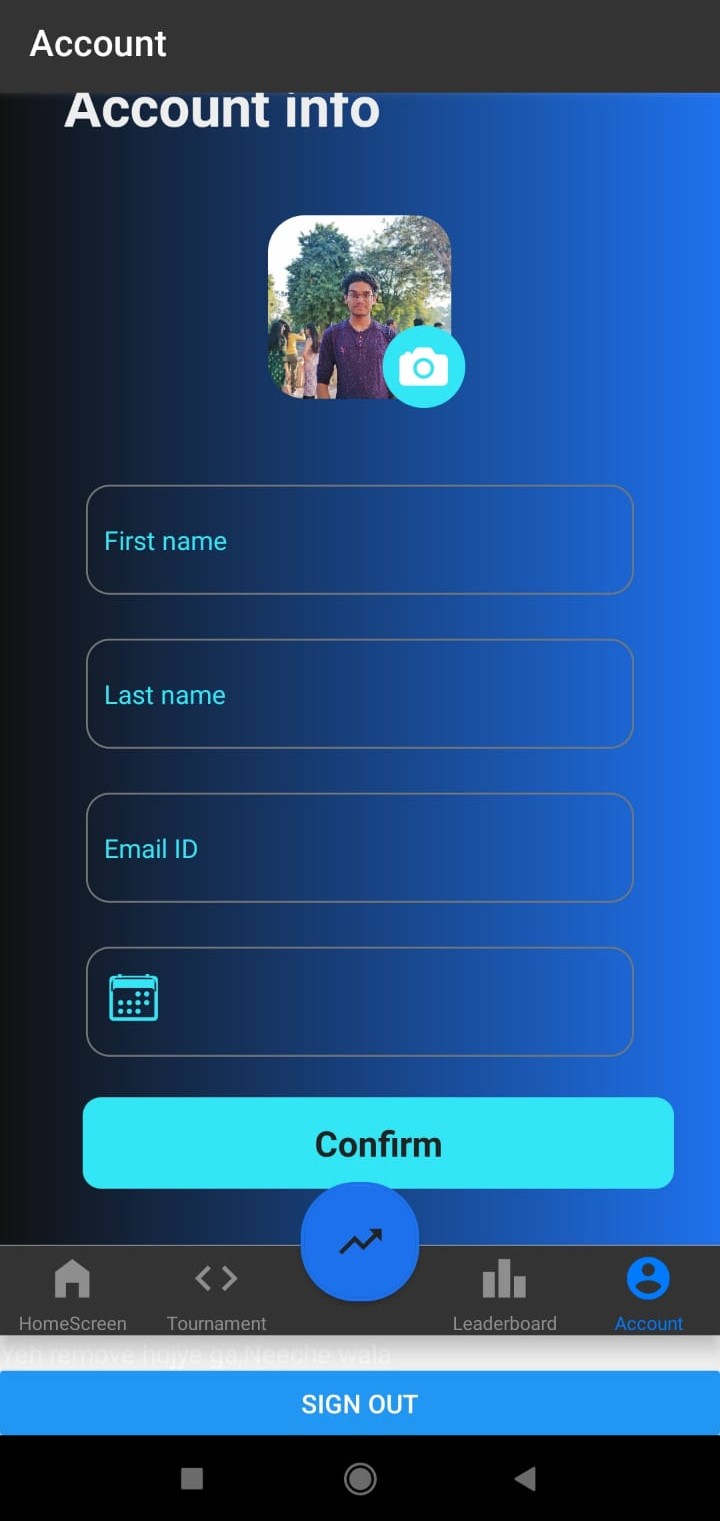 Account
Account info
First name
Last name
Email ID
Confirm
HomeScreen
Tournament
Leaderboard
Account
Yeh remove hojye ga,Neeche wala
SIGN OUT